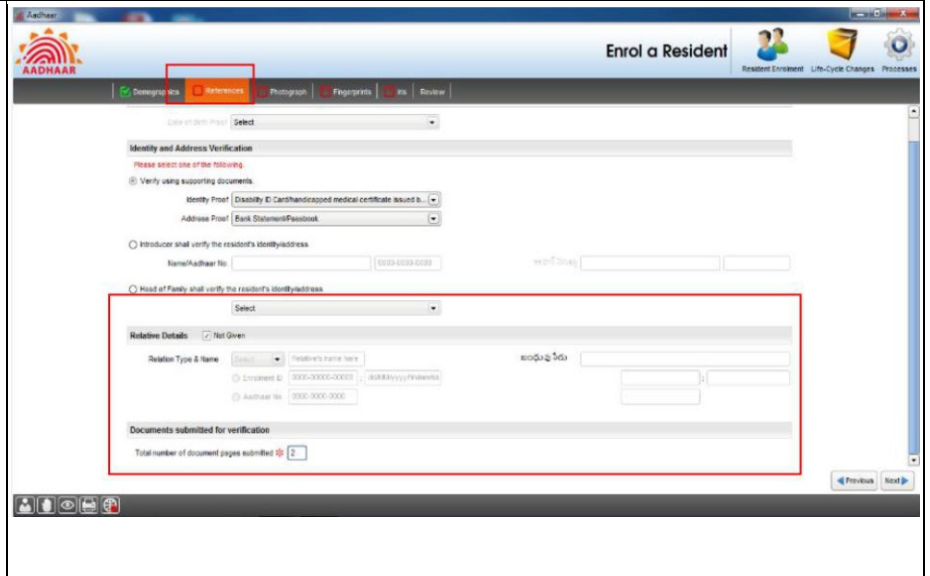 Aadhaar
AADHAAR
Enrol a Resident
Resident Enrolment Life-Cycle Changes Processes
Demographics References Photograph Fingerprints Iris Review
Date of Birth Proof Select
Identity and Address Verification
Please select one of the following.
Verify using supporting documents.
Identity Proof Disability ID Card/handicapped medical certificate issued b...
Address Proof Bank Statement/Passbook
Introducer shall verify the resident's identity/address
Name/Aadhaar No 0000-0000-0000
Head of Family shall verify the resident's identity/address
Select
Relative Details Not Given
Relation Type & Name Select Relative's name here బంధువు పేరు
Enrolment ID 0000-00000-00000 ;
Aadhaar No 0000-0000-0000
Documents submitted for verification
Total number of document pages submitted 2
Previous Next